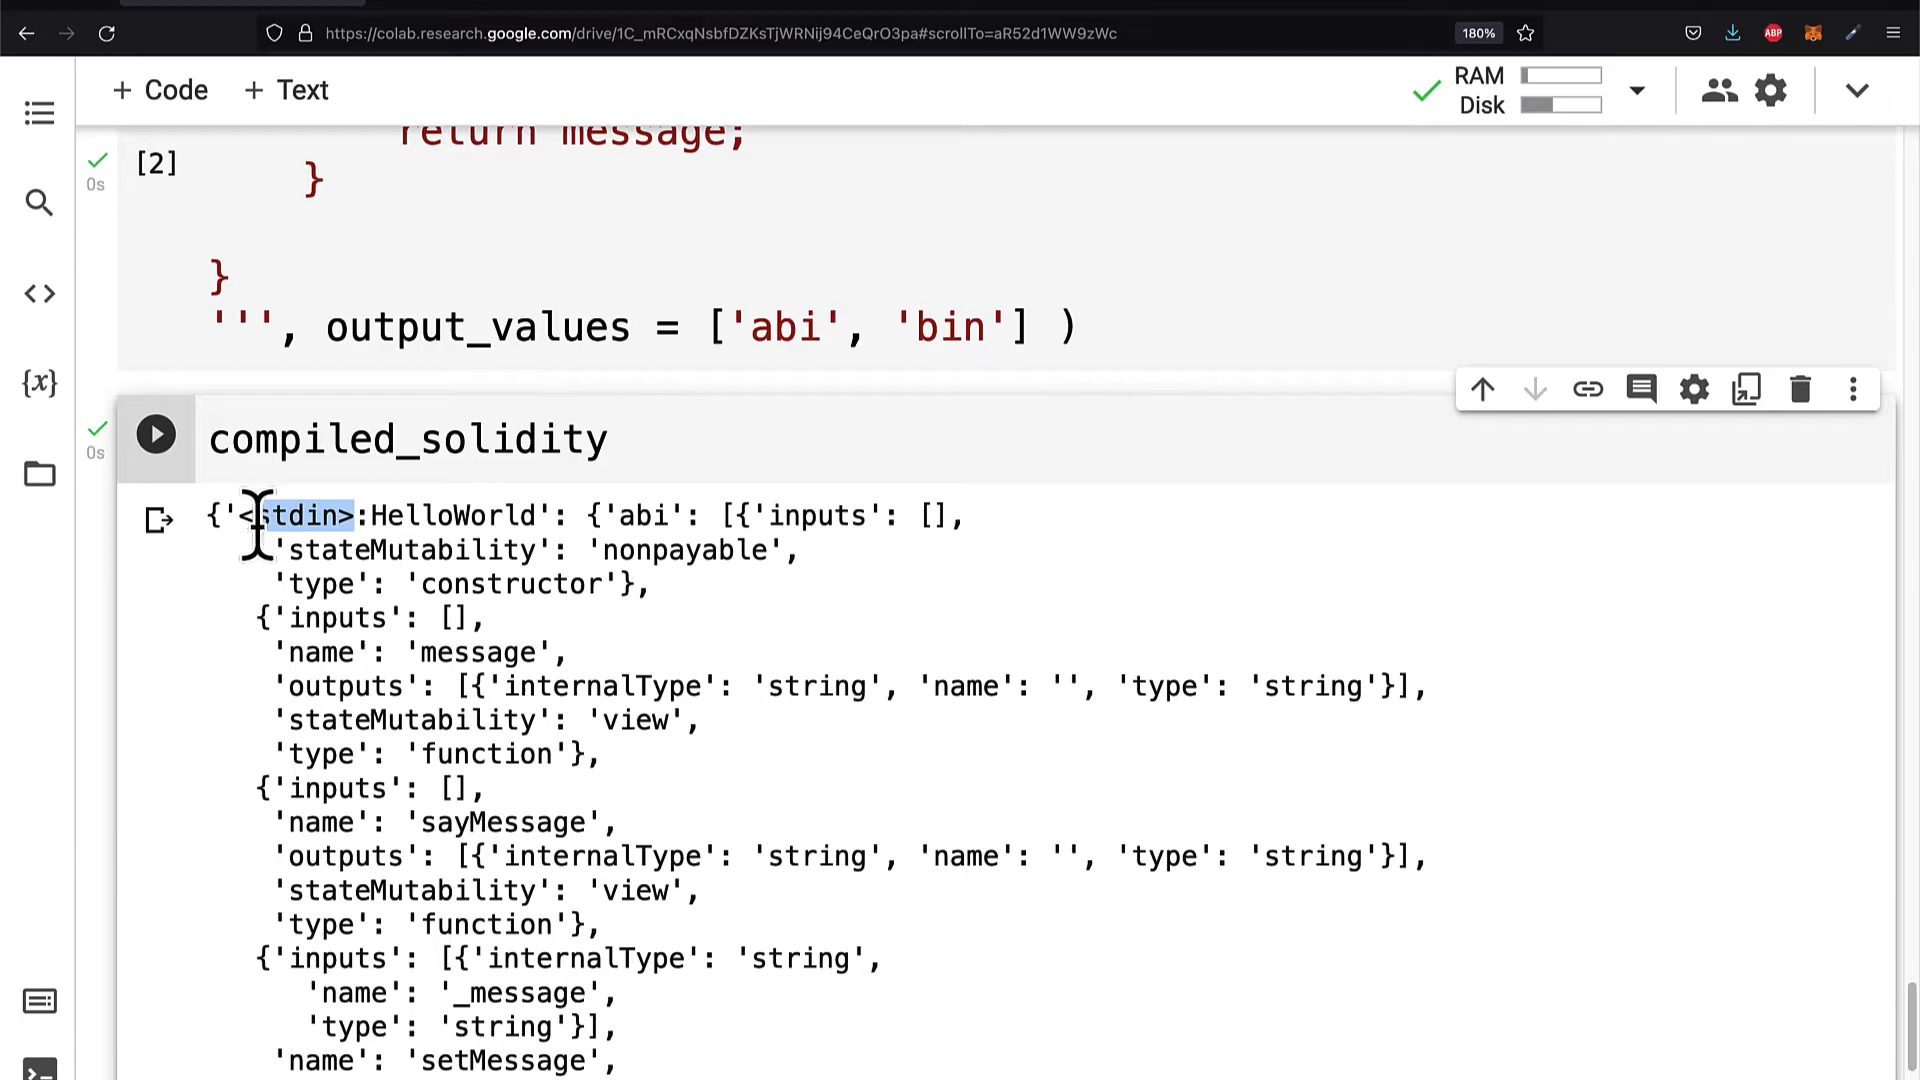 https://colab.research.google.com/drive/1C_mRCxqNsbfDZKsTjWRNij94CeQrO3pa#scrollTo=aR52d1WW9zWc
180%
ABP
+ Code + Text
RAM
Disk
return message;
[2]
0s
}
}
''', output_values = ['abi', 'bin'] )
{x}
compiled_solidity
0s
{'<stdin>:HelloWorld': {'abi': [{'inputs': [],
'stateMutability': 'nonpayable',
'type': 'constructor'},
{'inputs': [],
'name': 'message',
'outputs': [{'internalType': 'string', 'name': '', 'type': 'string'}],
'stateMutability': 'view',
'type': 'function'},
{'inputs': [],
'name': 'sayMessage',
'outputs': [{'internalType': 'string', 'name': '', 'type': 'string'}],
'stateMutability': 'view',
'type': 'function'},
{'inputs': [{'internalType': 'string',
'name': '_message',
'type': 'string'}],
'name': 'setMessage',